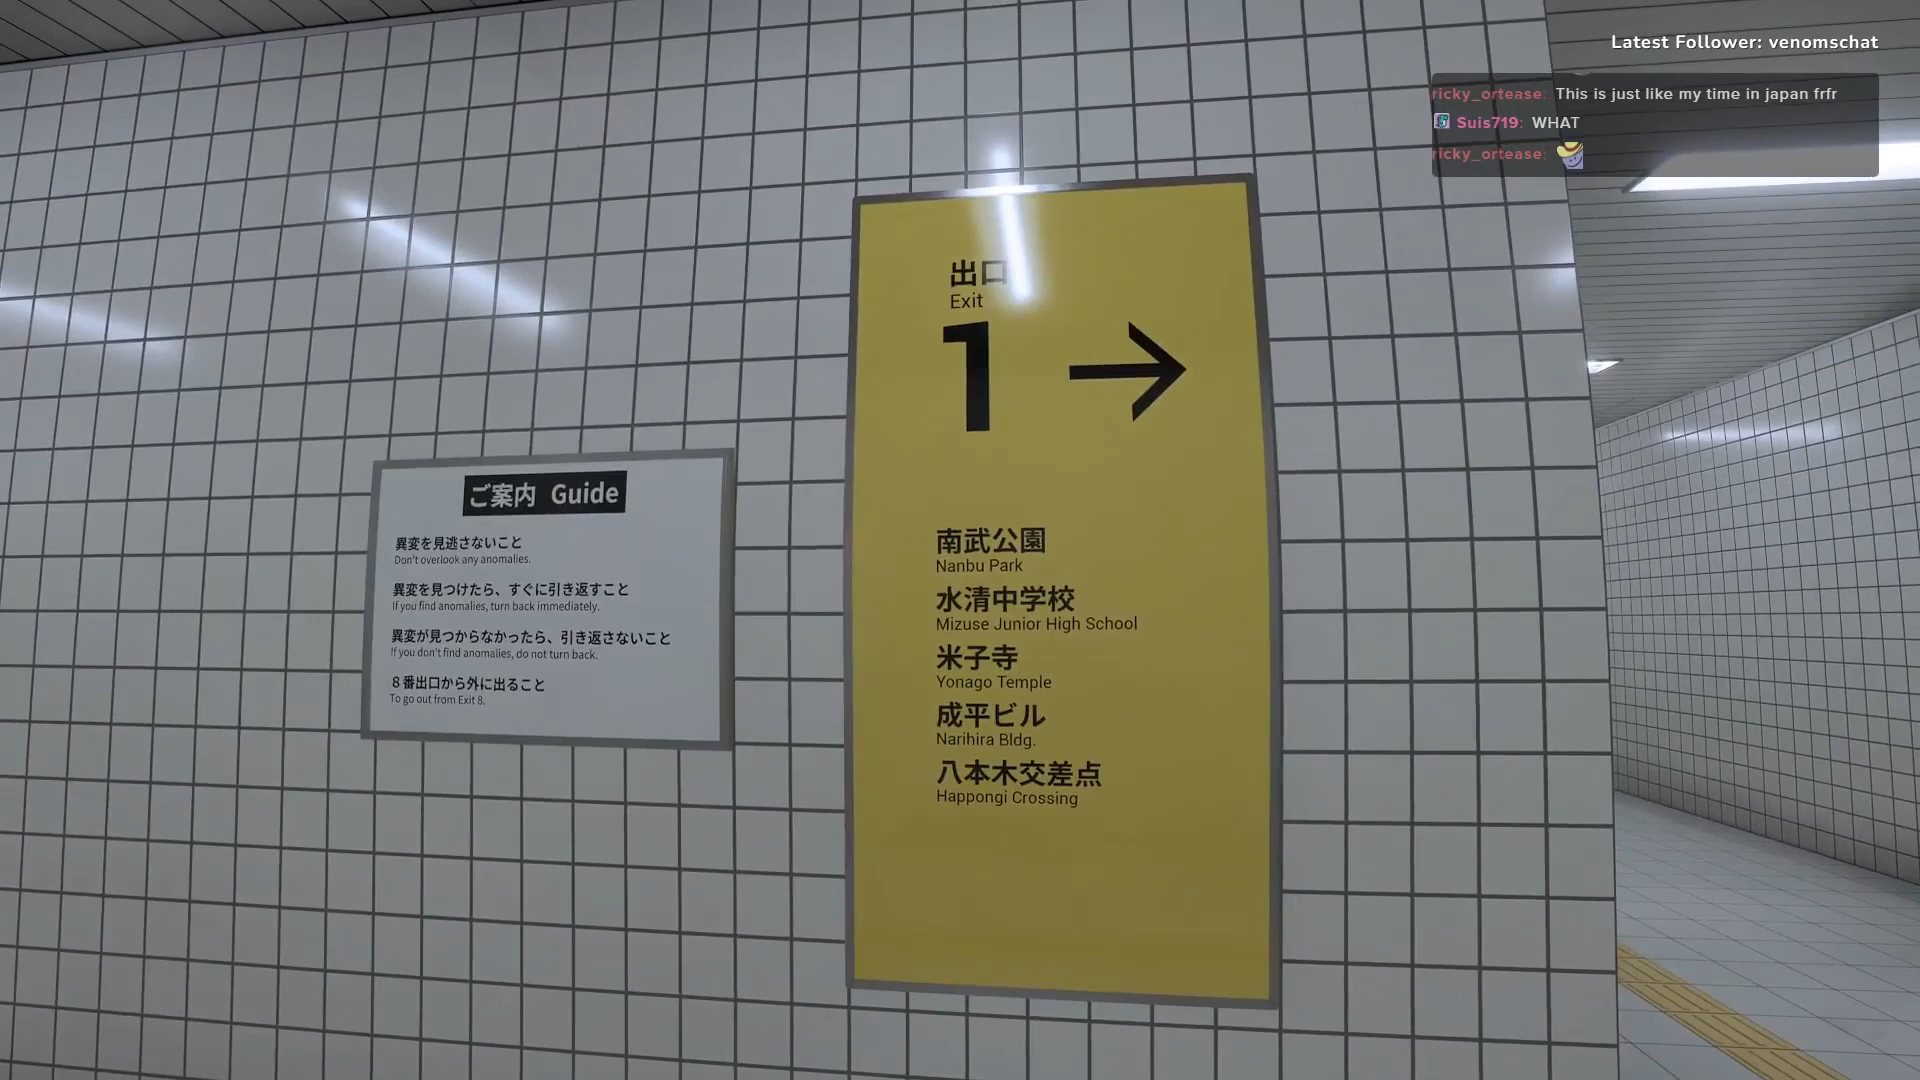 Latest Follower: venomschat
ricky_ortease: This is just like my time in japan frfr
Suis719: WHAT
ricky_ortease:
出口
Exit
1 →
南武公園
Nanbu Park
水清中学校
Mizuse Junior High School
米子寺
Yonago Temple
成平ビル
Narihira Bldg.
八本木交差点
Happongi Crossing
ご案内 Guide
異変を見逃さないこと
Don't overlook any anomalies.
異変を見つけたら、すぐに引き返すこと
If you find anomalies, turn back immediately.
異変が見つからなかったら、引き返さないこと
If you don't find anomalies, do not turn back.
8番出口から外に出ること
To go out from Exit 8.